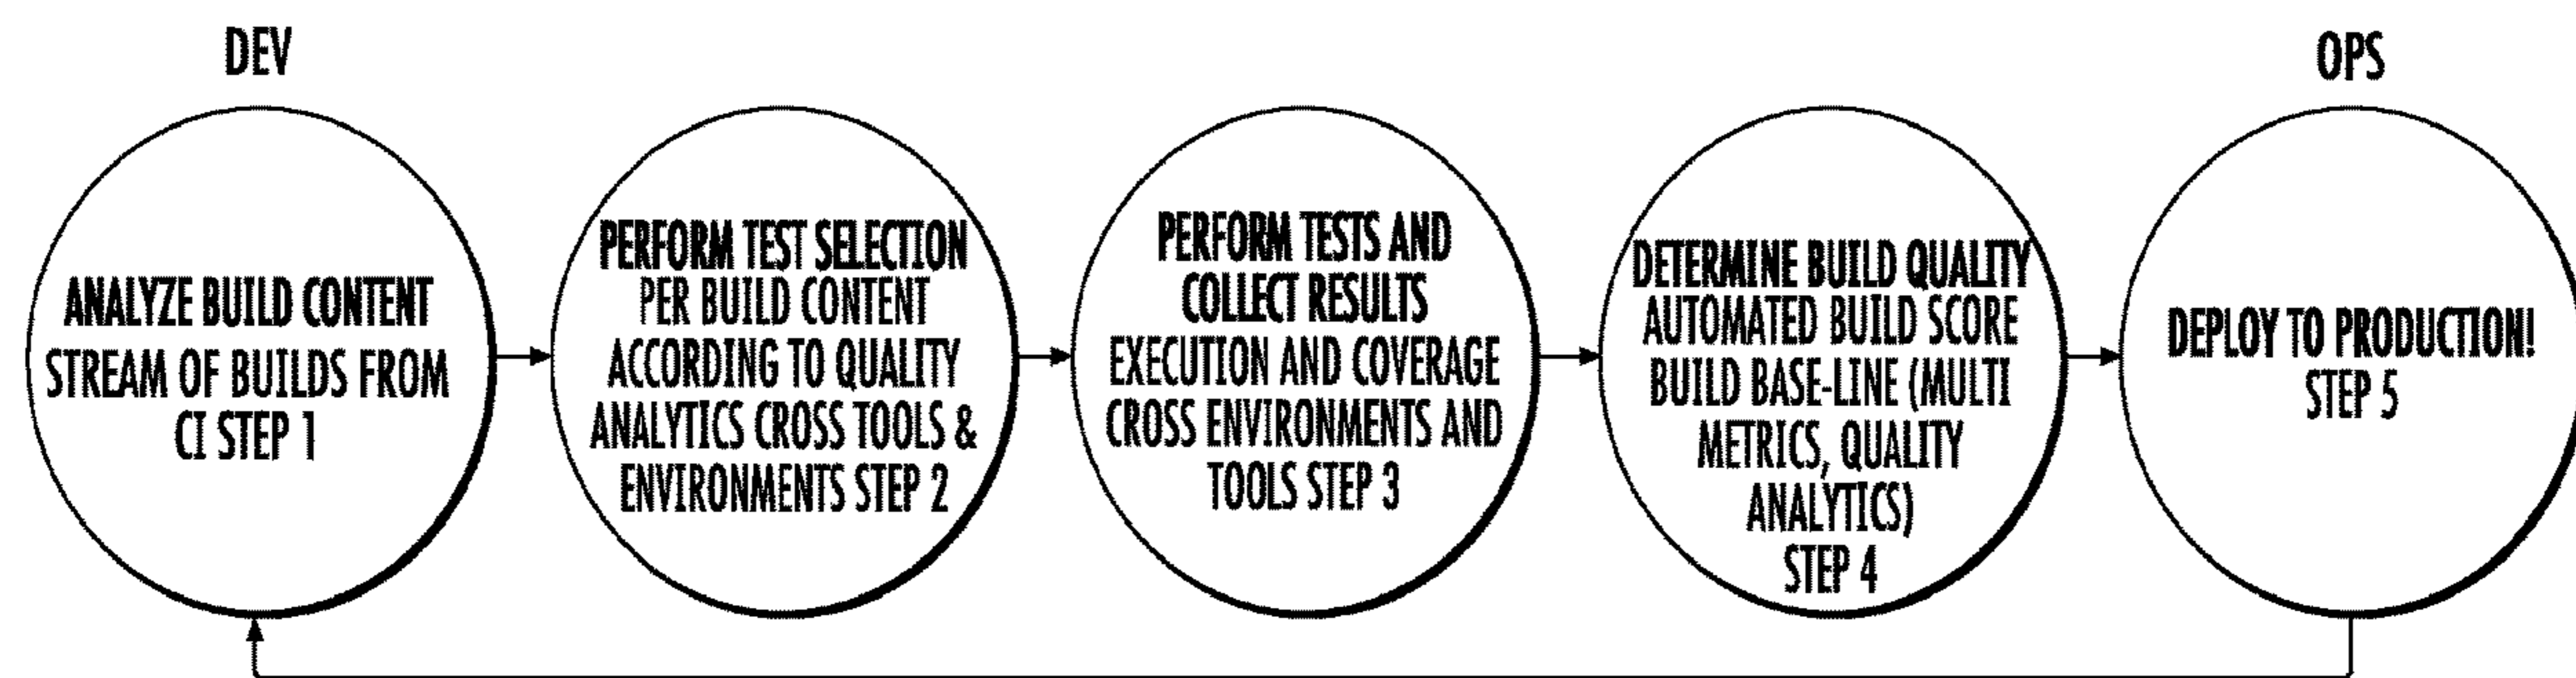 DEV
OPS
ANALYZE BUILD CONTENT
STREAM OF BUILDS FROM
CI STEP 1
PERFORM TEST SELECTION
PER BUILD CONTENT
ACCORDING TO QUALITY
ANALYTICS CROSS TOOLS &
ENVIRONMENTS STEP 2
PERFORM TESTS AND
COLLECT RESULTS
EXECUTION AND COVERAGE
CROSS ENVIRONMENTS AND
TOOLS STEP 3
DETERMINE BUILD QUALITY
AUTOMATED BUILD SCORE
BUILD BASE-LINE (MULTI
METRICS, QUALITY
ANALYTICS)
STEP 4
DEPLOY TO PRODUCTION!
STEP 5